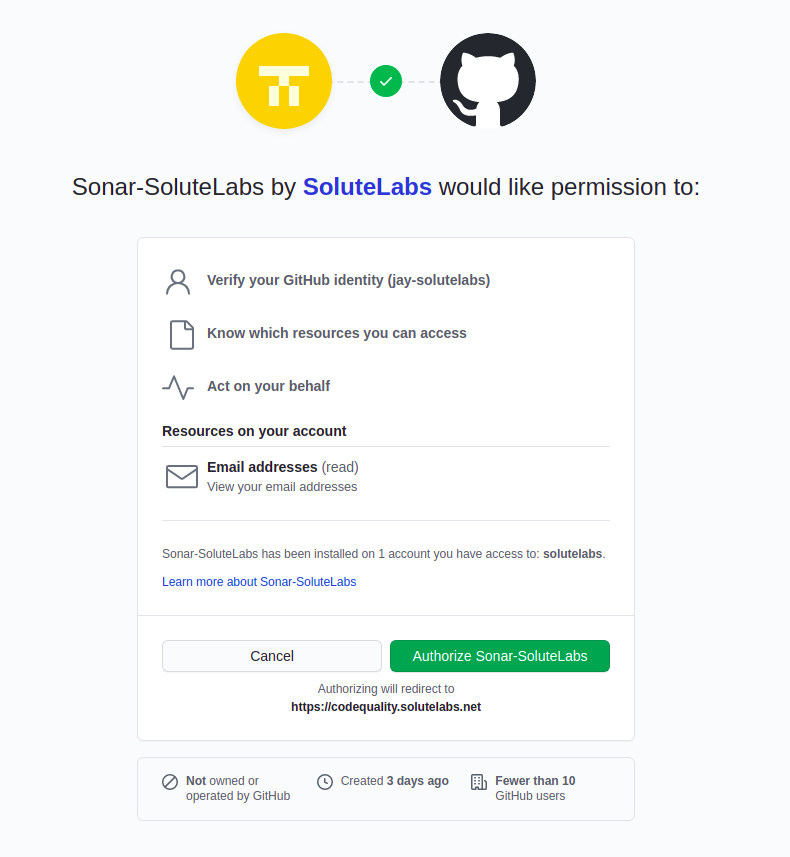 Sonar-SoluteLabs by SoluteLabs would like permission to:
Verify your GitHub identity (jay-solutelabs)
Know which resources you can access
Act on your behalf
Resources on your account
Email addresses (read)
View your email addresses
Sonar-SoluteLabs has been installed on 1 account you have access to: solutelabs.
Learn more about Sonar-SoluteLabs
Cancel
Authorize Sonar-SoluteLabs
Authorizing will redirect to
https://codequality.solutelabs.net
Not owned or
operated by GitHub
Created 3 days ago
Fewer than 10
GitHub users